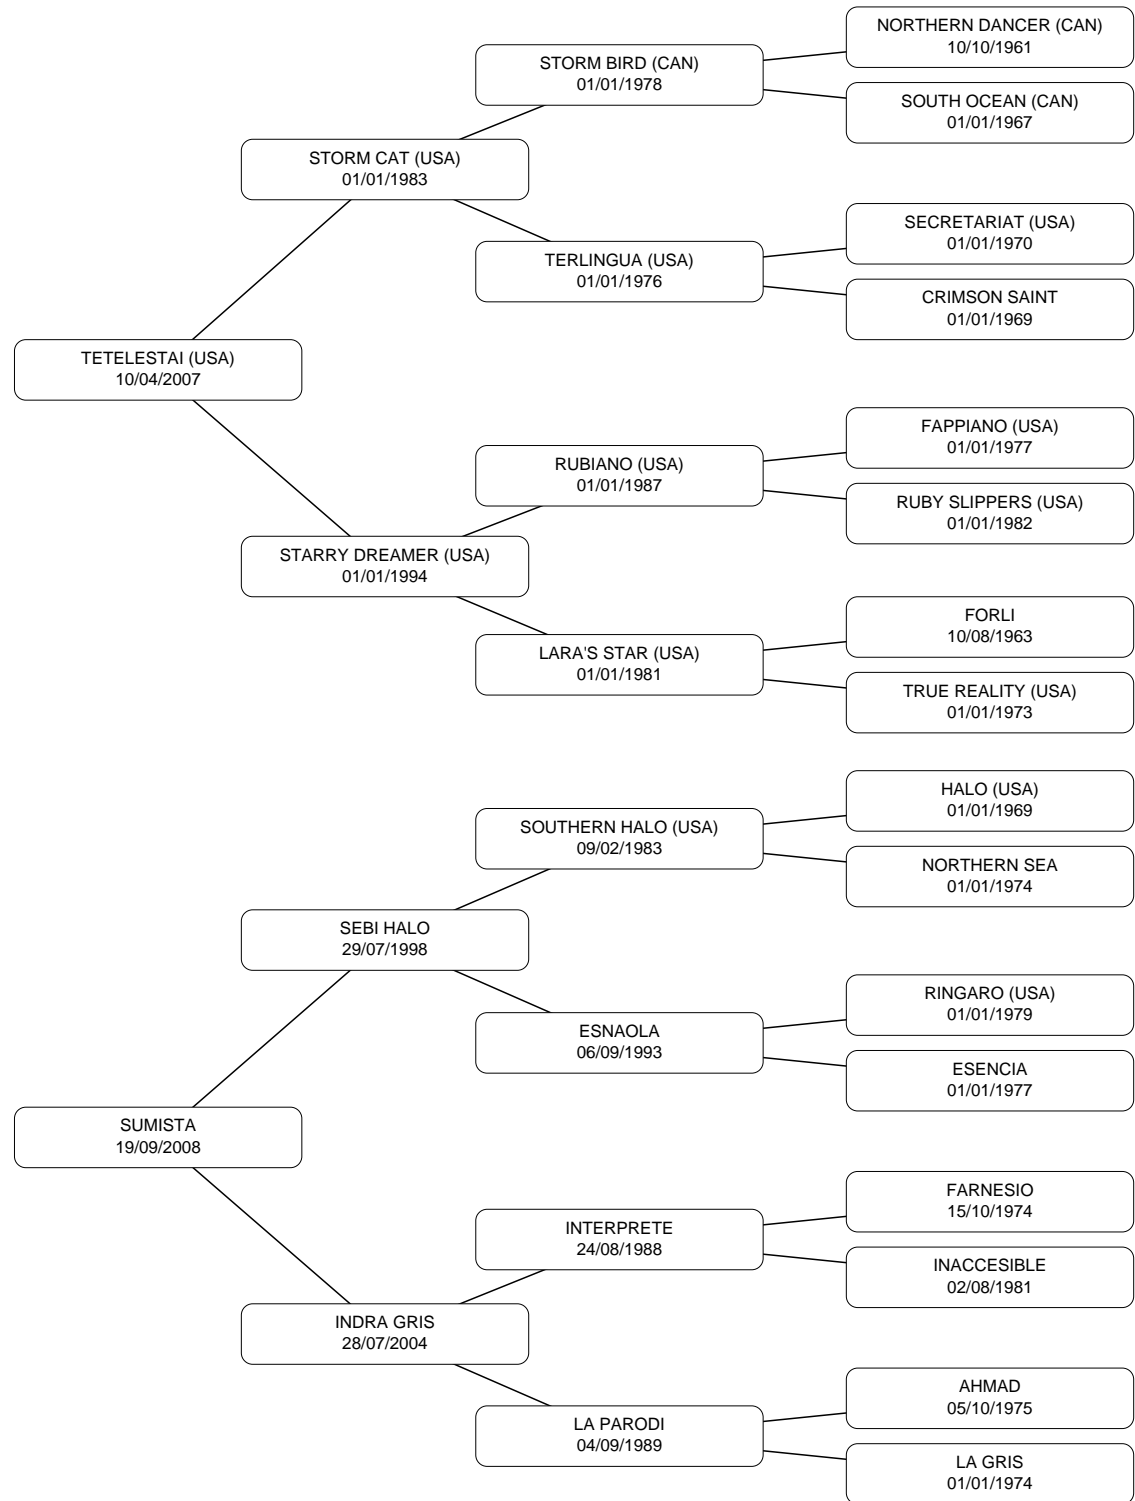 NORTHERN DANCER (CAN)
10/10/1961
STORM BIRD (CAN)
01/01/1978
SOUTH OCEAN (CAN)
01/01/1967
STORM CAT (USA)
01/01/1983
SECRETARIAT (USA)
01/01/1970
TERLINGUA (USA)
01/01/1976
CRIMSON SAINT
01/01/1969
TETELESTAI (USA)
10/04/2007
FAPPIANO (USA)
01/01/1977
RUBIANO (USA)
01/01/1987
RUBY SLIPPERS (USA)
01/01/1982
STARRY DREAMER (USA)
01/01/1994
FORLI
10/08/1963
LARA'S STAR (USA)
01/01/1981
TRUE REALITY (USA)
01/01/1973
HALO (USA)
01/01/1969
SOUTHERN HALO (USA)
09/02/1983
NORTHERN SEA
01/01/1974
SEBI HALO
29/07/1998
RINGARO (USA)
01/01/1979
ESNAOLA
06/09/1993
ESENCIA
01/01/1977
SUMISTA
19/09/2008
FARNESIO
15/10/1974
INTERPRETE
24/08/1988
INACCESIBLE
02/08/1981
INDRA GRIS
28/07/2004
AHMAD
05/10/1975
LA PARODI
04/09/1989
LA GRIS
01/01/1974